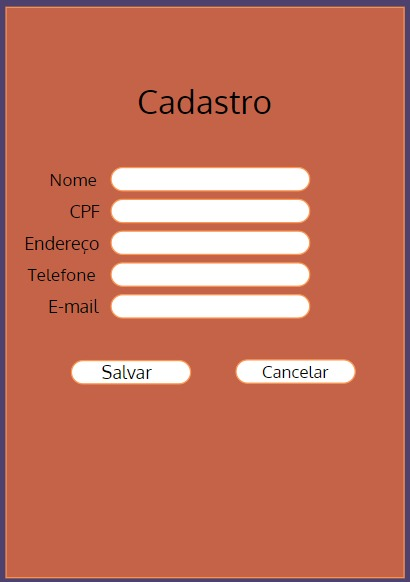 Cadastro
Nome
CPF
Endereço
Telefone
E-mail
Salvar
Cancelar